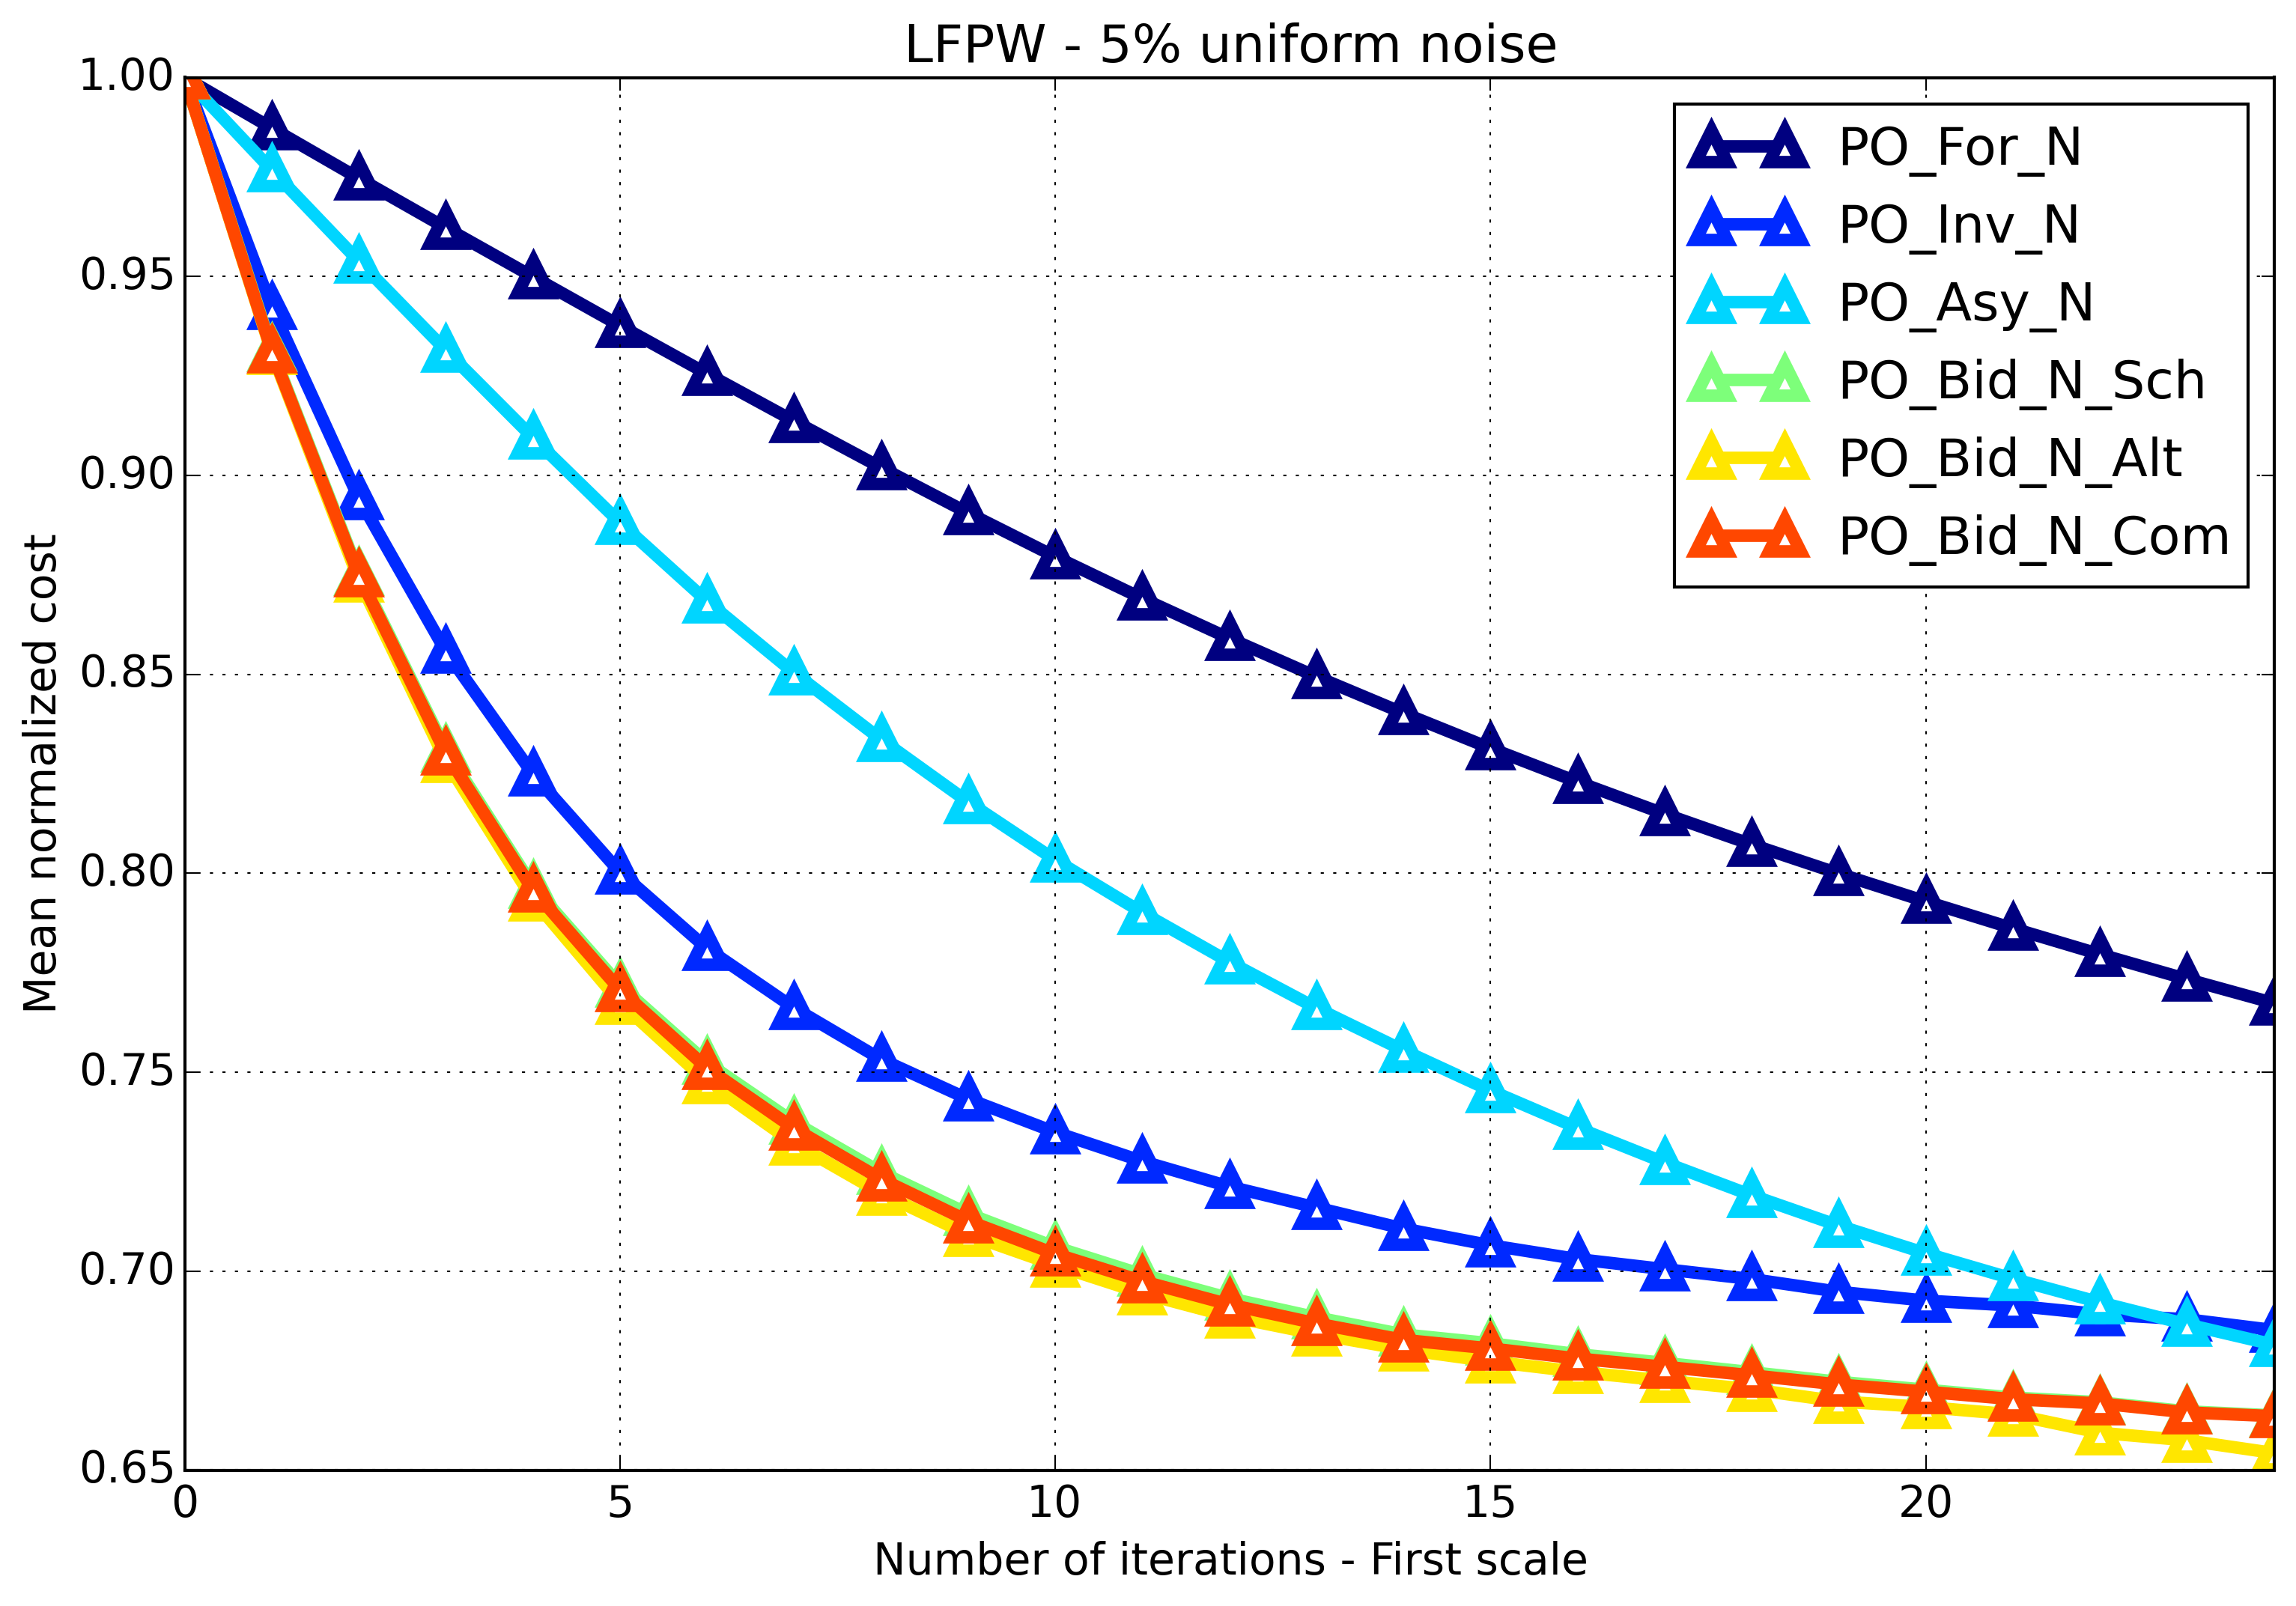 LFPW - 5% uniform noise
1.00
0.95
0.90
0.85
0.80
0.75
0.70
0.65
Mean normalized cost
PO_For_N
PO_Inv_N
PO_Asy_N
PO_Bid_N_Sch
PO_Bid_N_Alt
PO_Bid_N_Com
0 5 10 15 20
Number of iterations - First scale